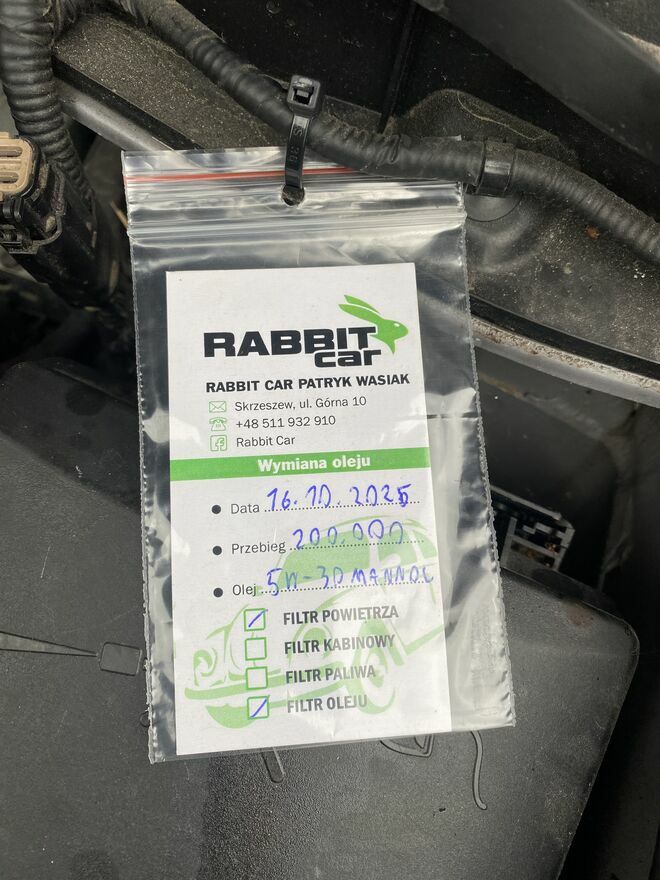 RABBIT
car
RABBIT CAR PATRYK WASIAK
Skrzeszew, ul. Górna 10
+48 511 932 910
Rabbit Car
Wymiana oleju
Data 16.10.2025
Przebieg 200.000
Olej 5W-30 MANNOL
FILTR POWIETRZA
FILTR KABINOWY
FILTR PALIWA
FILTR OLEJU